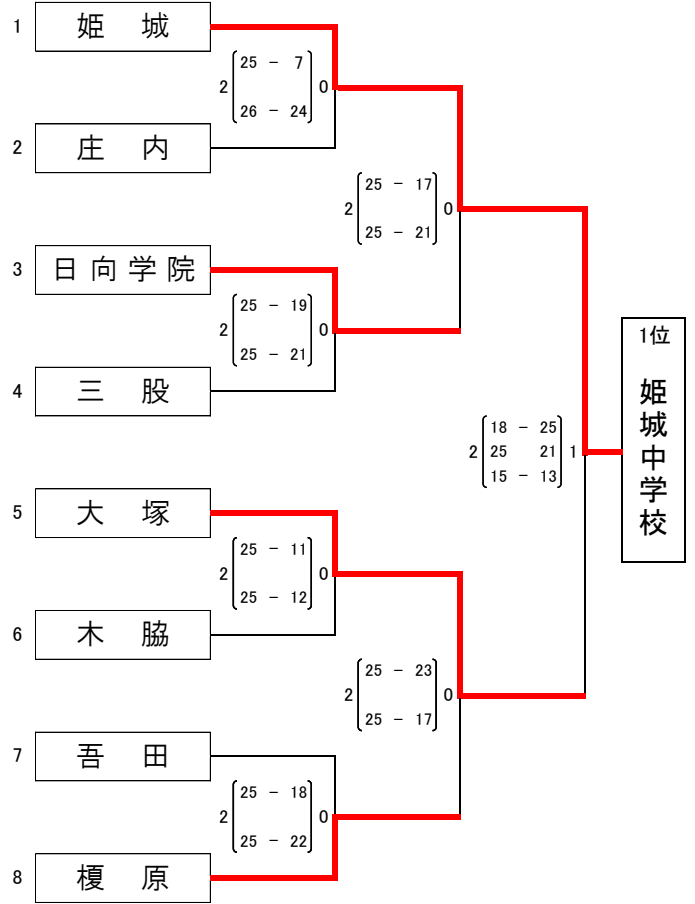 1 姫 城
2 25 － 7 0
26 － 24
2 庄 内
2 25 － 17 0
25 － 21
3 日 向 学 院
2 25 － 19 0
25 － 21
4 三 股
1位
姫城中学校
2 18 － 25 1
25 21
15 － 13
5 大 塚
2 25 － 11 0
25 － 12
6 木 脇
2 25 － 23 0
25 － 17
7 吾 田
2 25 － 18 0
25 － 22
8 榎 原